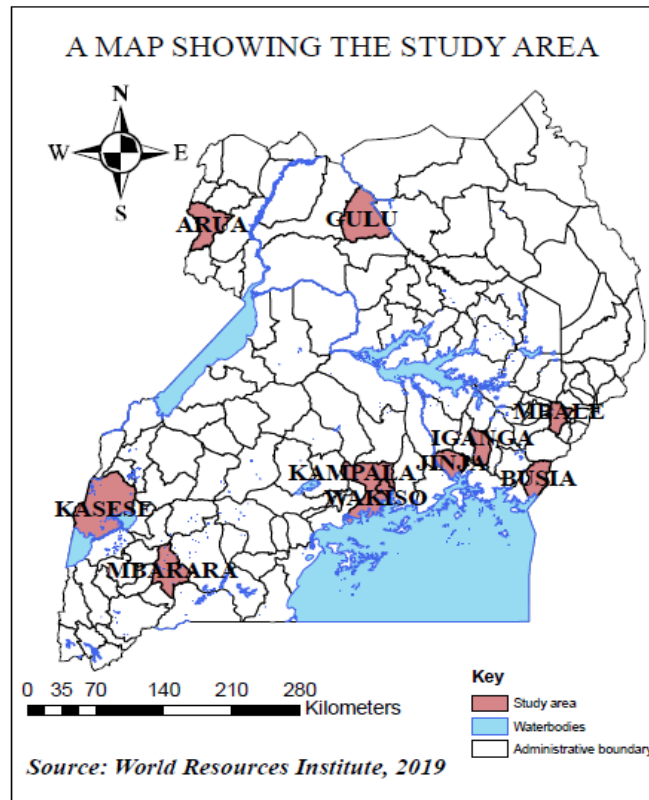 A MAP SHOWING THE STUDY AREA
N
W E
S
ARUA
GULU
MBALE
IGANGA
KAMPALA
JINJA
BUSIA
WAKISO
KASESE
MBARARA
Key
0 35 70 140 210 280
Kilometers
Study area
Waterbodies
Administrative boundary
Source: World Resources Institute, 2019